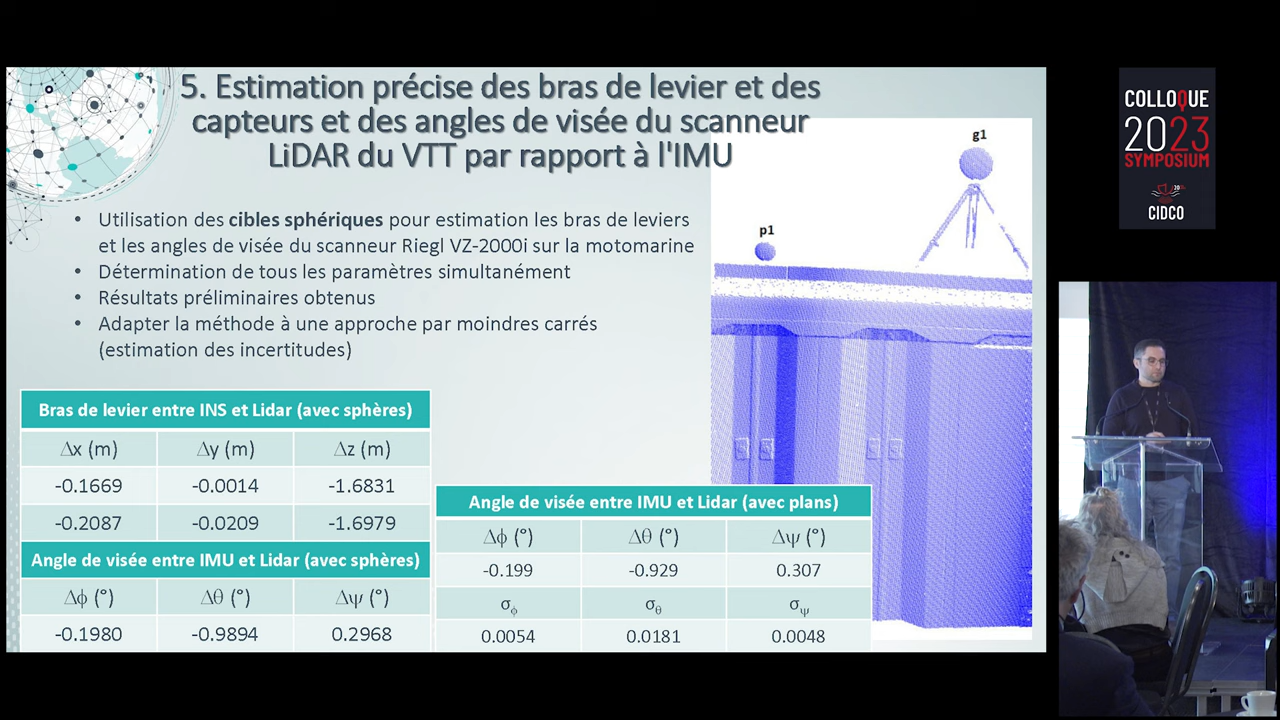 5. Estimation précise des bras de levier et des
capteurs et des angles de visée du scanneur
LiDAR du VTT par rapport à l'IMU
• Utilisation des cibles sphériques pour estimation les bras de leviers
et les angles de visée du scanneur Riegl VZ-2000i sur la motomarine
• Détermination de tous les paramètres simultanément
• Résultats préliminaires obtenus
• Adapter la méthode à une approche par moindres carrés
(estimation des incertitudes)
g1
p1
Bras de levier entre INS et Lidar (avec sphères)
Δx (m) Δy (m) Δz (m)
-0.1669 -0.0014 -1.6831
-0.2087 -0.0209 -1.6979
Angle de visée entre IMU et Lidar (avec sphères)
Δϕ (°) Δθ (°) Δψ (°)
-0.1980 -0.9894 0.2968
Angle de visée entre IMU et Lidar (avec plans)
Δϕ (°) Δθ (°) Δψ (°)
-0.199 -0.929 0.307
σϕ σθ σψ
0.0054 0.0181 0.0048
COLLOQUE
2023
SYMPOSIUM
CIDCO